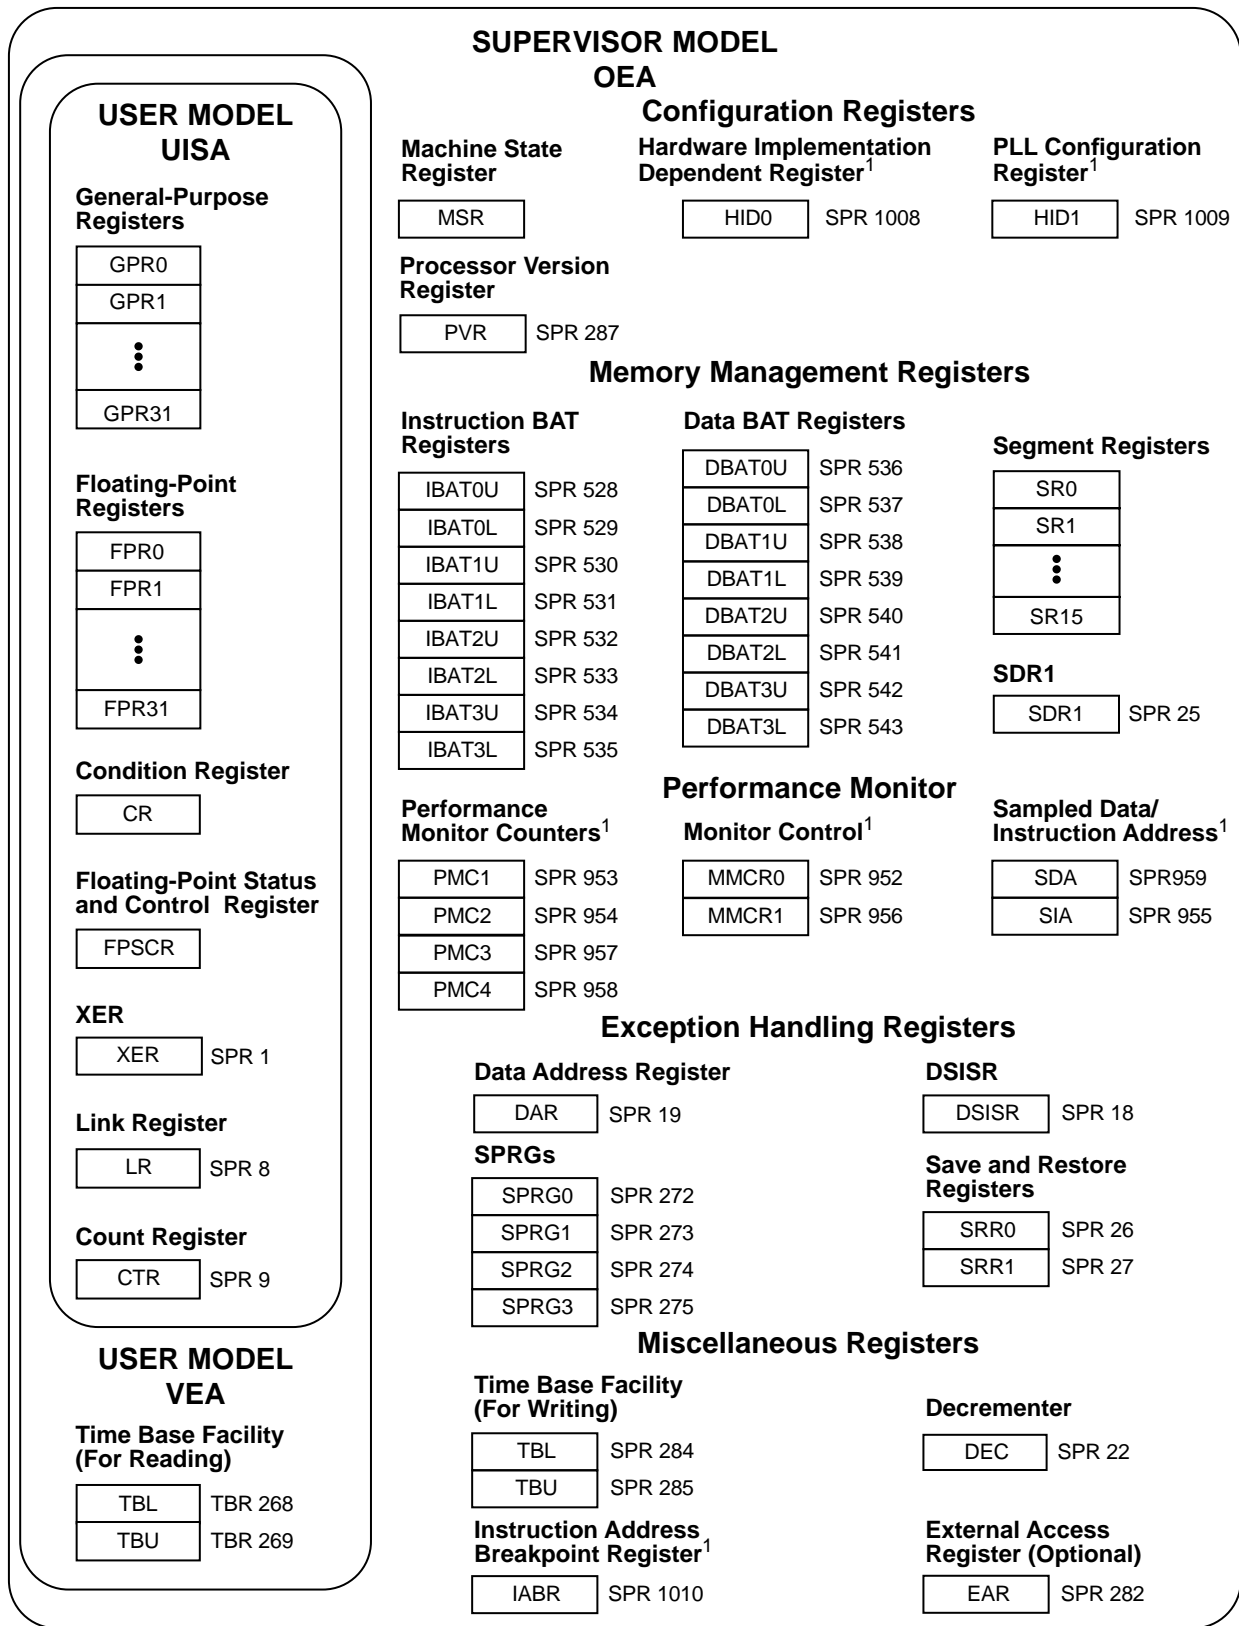 SUPERVISOR MODEL
OEA
USER MODEL
UISA
General-Purpose
Registers
GPR0
GPR1
GPR31
Floating-Point
Registers
FPR0
FPR1
FPR31
Condition Register
CR
Floating-Point Status
and Control Register
FPSCR
XER
XER SPR 1
Link Register
LR SPR 8
Count Register
CTR SPR 9
USER MODEL
VEA
Time Base Facility
(For Reading)
TBL TBR 268
TBU TBR 269
Configuration Registers
Machine State
Register
MSR
Hardware Implementation
Dependent Register1
HID0 SPR 1008
PLL Configuration
Register1
HID1 SPR 1009
Processor Version
Register
PVR SPR 287
Memory Management Registers
Instruction BAT
Registers
IBAT0U SPR 528
IBAT0L SPR 529
IBAT1U SPR 530
IBAT1L SPR 531
IBAT2U SPR 532
IBAT2L SPR 533
IBAT3U SPR 534
IBAT3L SPR 535
Data BAT Registers
DBAT0U SPR 536
DBAT0L SPR 537
DBAT1U SPR 538
DBAT1L SPR 539
DBAT2U SPR 540
DBAT2L SPR 541
DBAT3U SPR 542
DBAT3L SPR 543
Segment Registers
SR0
SR1
SR15
SDR1
SDR1 SPR 25
Performance Monitor
Performance
Monitor Counters1
PMC1 SPR 953
PMC2 SPR 954
PMC3 SPR 957
PMC4 SPR 958
Monitor Control1
MMCR0 SPR 952
MMCR1 SPR 956
Sampled Data/
Instruction Address1
SDA SPR959
SIA SPR 955
Exception Handling Registers
Data Address Register
DAR SPR 19
SPRGs
SPRG0 SPR 272
SPRG1 SPR 273
SPRG2 SPR 274
SPRG3 SPR 275
DSISR
DSISR SPR 18
Save and Restore
Registers
SRR0 SPR 26
SRR1 SPR 27
Miscellaneous Registers
Time Base Facility
(For Writing)
TBL SPR 284
TBU SPR 285
Decrementer
DEC SPR 22
Instruction Address
Breakpoint Register1
IABR SPR 1010
External Access
Register (Optional)
EAR SPR 282